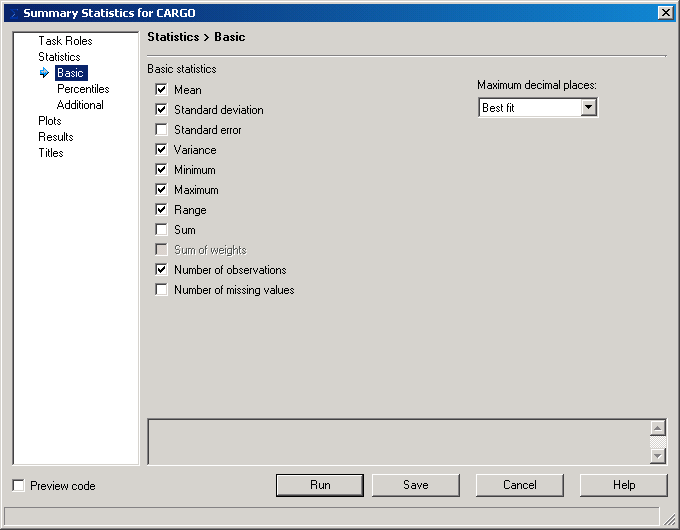 Summary Statistics for CARGO
Task Roles
Statistics
Basic
Percentiles
Additional
Plots
Results
Titles
Statistics > Basic
Basic statistics
Mean
Standard deviation
Standard error
Variance
Minimum
Maximum
Range
Sum
Sum of weights
Number of observations
Number of missing values
Maximum decimal places:
Best fit
Preview code
Run
Save
Cancel
Help